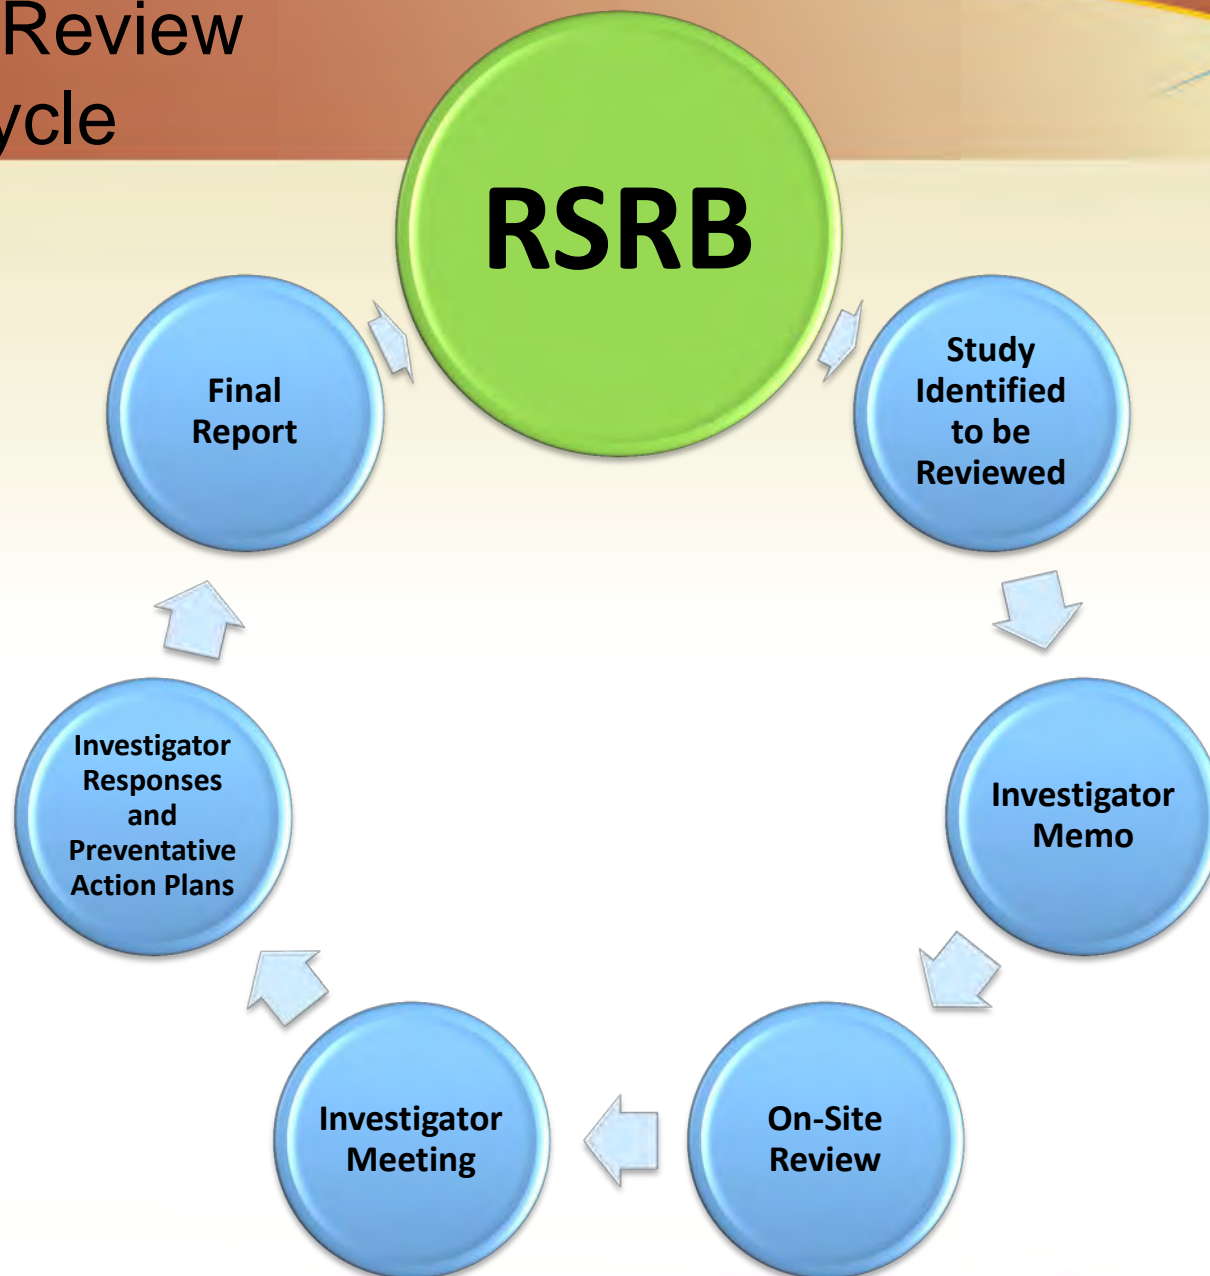 Review
ycle
RSRB
Study
Identified
to be
Reviewed
Investigator
Memo
On-Site
Review
Investigator
Meeting
Investigator
Responses
and
Preventative
Action Plans
Final
Report